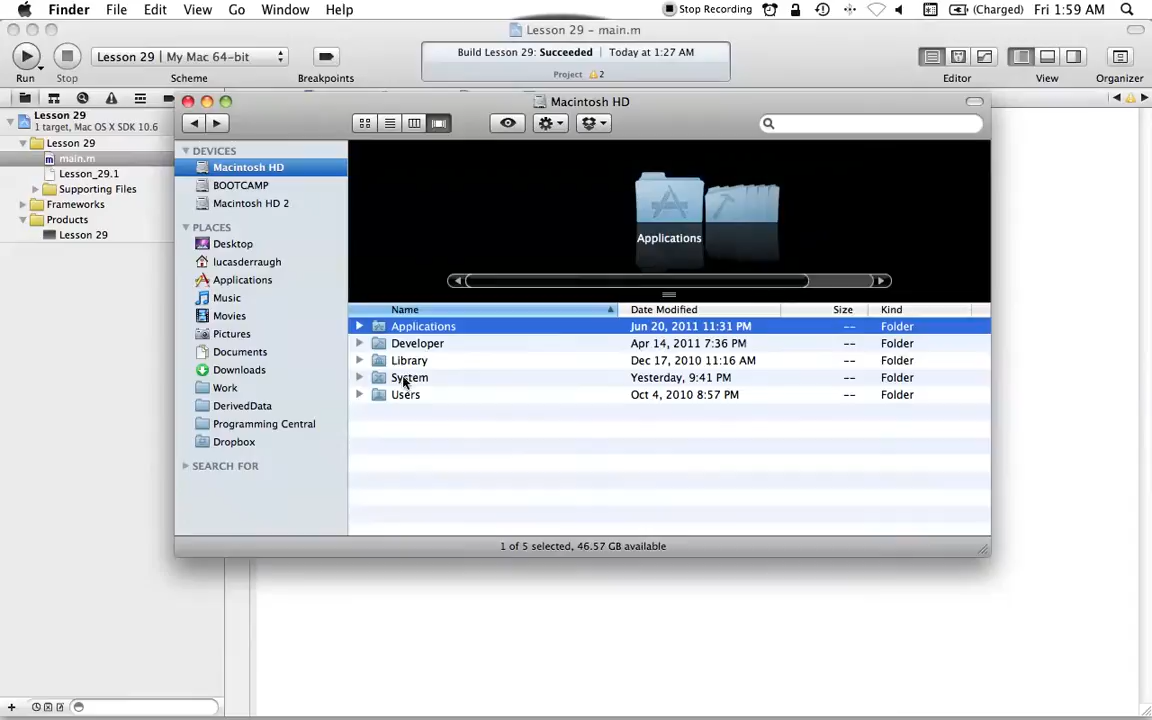 Finder File Edit View Go Window Help Stop Recording (Charged) Fri 1:59 AM
Lesson 29 – main.m
Lesson 29 | My Mac 64-bit
Build Lesson 29: Succeeded | Today at 1:27 AM
Project 2
Run Stop Scheme Breakpoints Editor View Organizer
Lesson 29
1 target, Mac OS X SDK 10.6
Lesson 29
main.m
Lesson_29.1
Supporting Files
Frameworks
Products
Lesson 29
Macintosh HD
DEVICES
Macintosh HD
BOOTCAMP
Macintosh HD 2
PLACES
Desktop
lucasderraugh
Applications
Music
Movies
Pictures
Documents
Downloads
Work
DerivedData
Programming Central
Dropbox
SEARCH FOR
Applications
Name Date Modified Size Kind
Applications Jun 20, 2011 11:31 PM -- Folder
Developer Apr 14, 2011 7:36 PM -- Folder
Library Dec 17, 2010 11:16 AM -- Folder
System Yesterday, 9:41 PM -- Folder
Users Oct 4, 2010 8:57 PM -- Folder
1 of 5 selected, 46.57 GB available